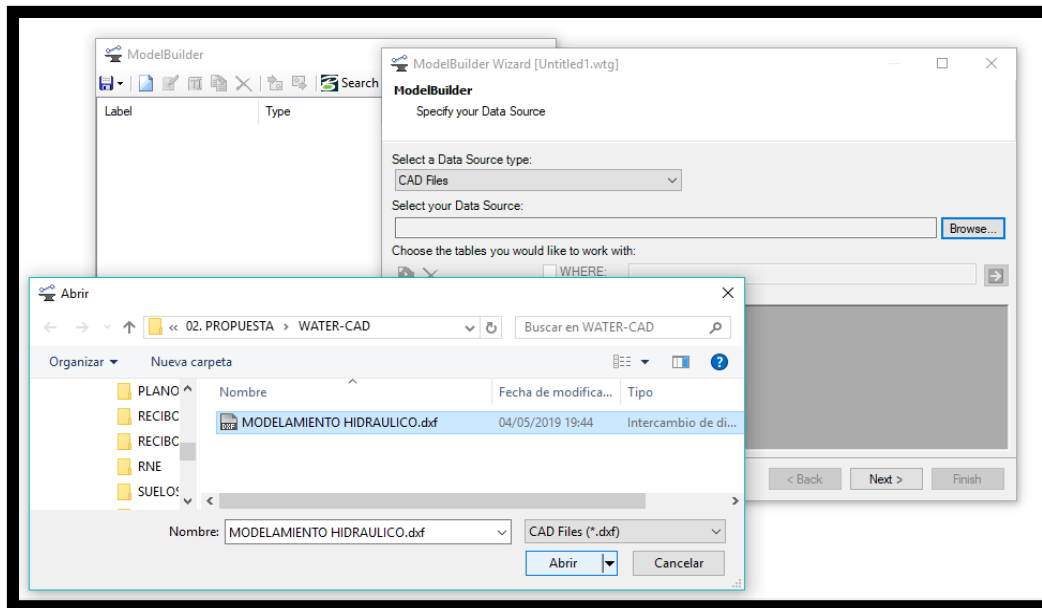 ModelBuilder
Search
Label Type
ModelBuilder Wizard [Untitled1.wtg]
ModelBuilder
Specify your Data Source
Select a Data Source type:
CAD Files
Select your Data Source:
Browse...
Choose the tables you would like to work with:
WHERE:
< Back Next > Finish
Abrir
« 02. PROPUESTA › WATER-CAD
Buscar en WATER-CAD
Organizar Nueva carpeta
PLANO
RECIBC
RECIBC
RNE
SUELOS
Nombre Fecha de modifica... Tipo
DXF MODELAMIENTO HIDRAULICO.dxf 04/05/2019 19:44 Intercambio de di...
Nombre: MODELAMIENTO HIDRAULICO.dxf CAD Files (*.dxf)
Abrir Cancelar